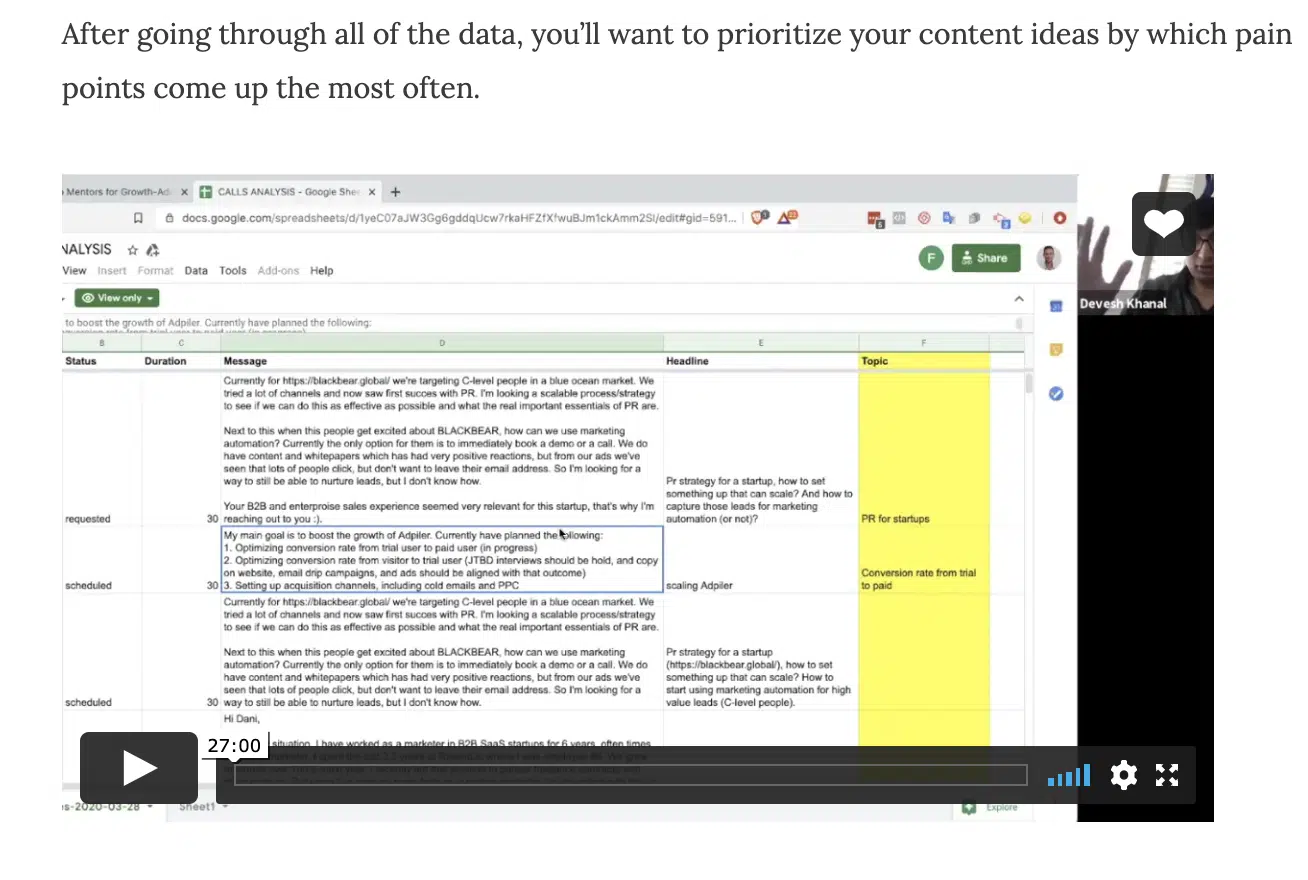 After going through all of the data, you’ll want to prioritize your content ideas by which pain
points come up the most often.
Mentors for Growth-Ad
CALLS ANALYSIS - Google She
docs.google.com/spreadsheets/d/
/edit#gid=591...
NALYSIS
F
Share
View Insert Format Data Tools Add-ons Help
View only
Devesh Khanal
to boost the growth of Adpiler. Currently have planned the following:
B C D E F
Status Duration Message Headline Topic
Currently for https://blackbear.global/ we're targeting C-level people in a blue ocean market. We
tried a lot of channels and now saw first succes with PR. I'm looking a scalable process/strategy
to see if we can do this as effective as possible and what the real important essentials of PR are.
Next to this when this people get excited about BLACKBEAR, how can we use marketing
automation? Currently the only option for them is to immediately book a demo or a call. We do
have content and whitepapers which has had very positive reactions, but from our ads we've
seen that lots of people click, but don't want to leave their email address. So I'm looking for a
way to still be able to nurture leads, but I don't know how.
Your B2B and enterproise sales experience seemed very relevant for this startup, that's why I'm
reaching out to you :).
requested
30
Pr strategy for a startup, how to set
something up that can scale? And how to
capture those leads for marketing
automation (or not)?
PR for startups
My main goal is to boost the growth of Adpiler. Currently have planned the following:
1. Optimizing conversion rate from trial user to paid user (in progress)
2. Optimizing conversion rate from visitor to trial user (JTBD interviews should be hold, and copy
on website, email drip campaigns, and ads should be aligned with that outcome)
3. Setting up acquisition channels, including cold emails and PPC
scheduled
30
scaling Adpiler
Conversion rate from trial
to paid
Currently for https://blackbear.global/ we're targeting C-level people in a blue ocean market. We
tried a lot of channels and now saw first succes with PR. I'm looking a scalable process/strategy
to see if we can do this as effective as possible and what the real important essentials of PR are.
Next to this when this people get excited about BLACKBEAR, how can we use marketing
automation? Currently the only option for them is to immediately book a demo or a call. We do
have content and whitepapers which has had very positive reactions, but from our ads we've
seen that lots of people click, but don't want to leave their email address. So I'm looking for a
way to still be able to nurture leads, but I don't know how.
scheduled
30
Pr strategy for a startup
(https://blackbear.global/), how to set
something up that can scale? How to
start using marketing automation for high
value leads (C-level people).
Hi Dani,
situation. I have worked as a marketer in B2B SaaS startups for 6 years, often times
27:00
s-2020-03-28
Sheet1
Explore